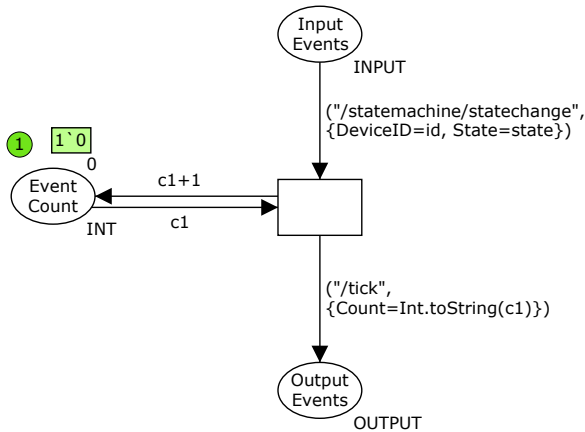 Input
Events
INPUT
("/statemachine/statechange",
{DeviceID=id, State=state})
1
1`0
0
Event
Count
INT
c1+1
c1
("/tick",
{Count=Int.toString(c1)})
Output
Events
OUTPUT